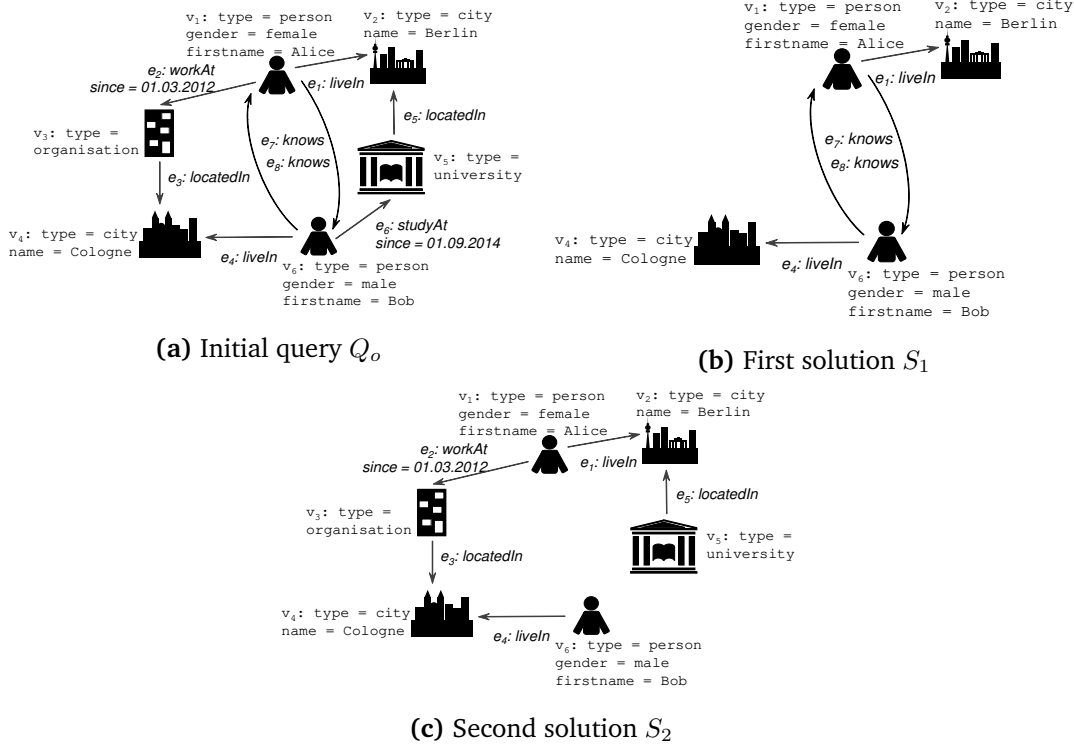 v₁: type = person
gender = female
firstname = Alice
v₂: type = city
name = Berlin
e₂: workAt
since = 01.03.2012
e₁: liveIn
e₅: locatedIn
v₃: type =
organisation
e₇: knows
e₈: knows
v₅: type =
university
e₃: locatedIn
v₄: type = city
name = Cologne
e₆: studyAt
since = 01.09.2014
e₄: liveIn
v₆: type = person
gender = male
firstname = Bob
(a) Initial query Qₒ
v₁: type = person
gender = female
firstname = Alice
v₂: type = city
name = Berlin
e₁: liveIn
e₇: knows
e₈: knows
v₄: type = city
name = Cologne
e₄: liveIn
v₆: type = person
gender = male
firstname = Bob
(b) First solution S₁
v₁: type = person
gender = female
firstname = Alice
v₂: type = city
name = Berlin
e₂: workAt
since = 01.03.2012
e₁: liveIn
e₅: locatedIn
v₃: type =
organisation
v₅: type =
university
e₃: locatedIn
v₄: type = city
name = Cologne
e₄: liveIn
v₆: type = person
gender = male
firstname = Bob
(c) Second solution S₂